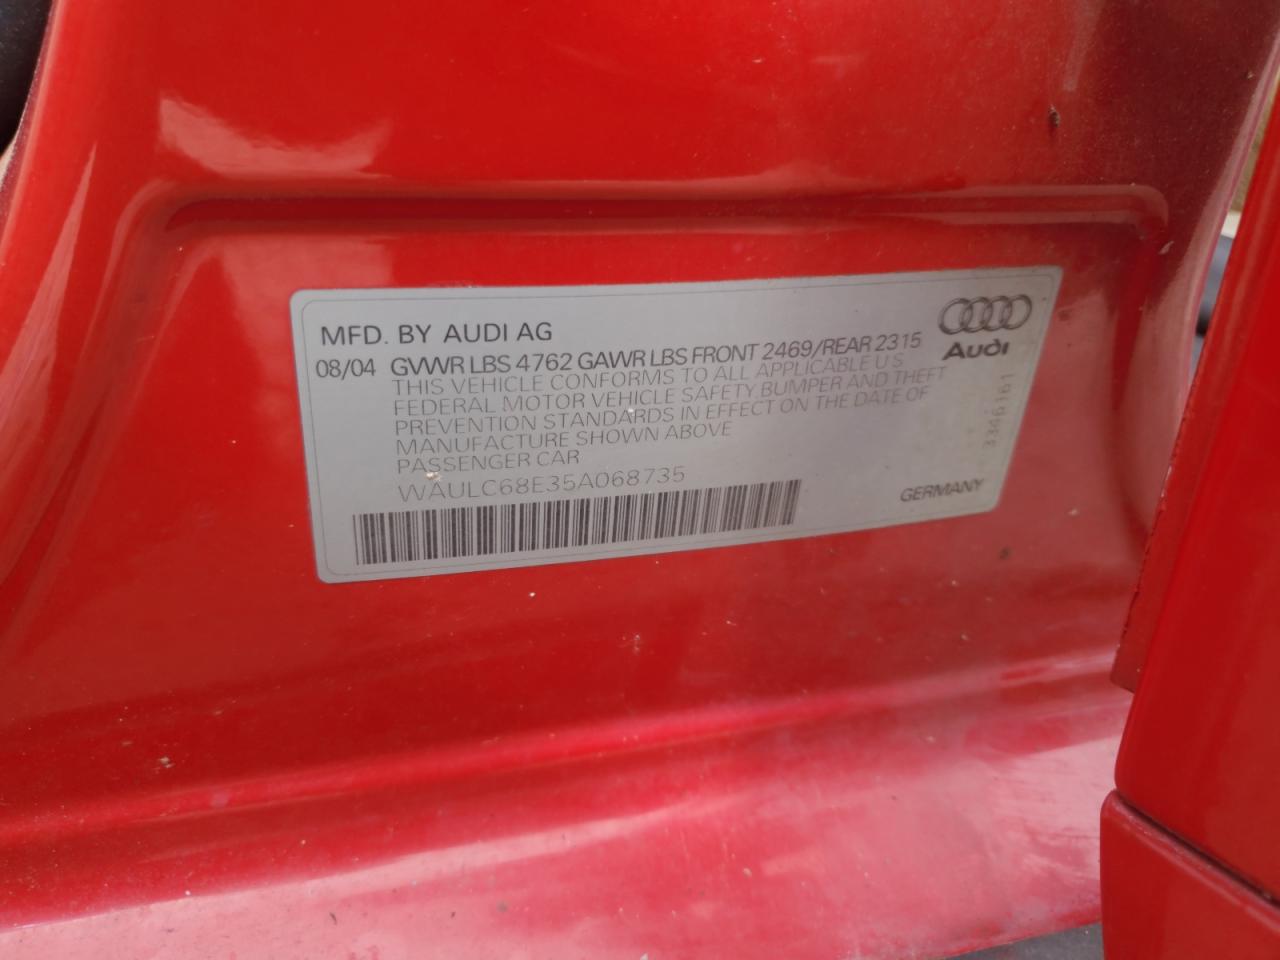 MFD. BY AUDI AG
08/04 GVWR LBS 4762 GAWR LBS FRONT 2469/REAR 2315
THIS VEHICLE CONFORMS TO ALL APPLICABLE U S
FEDERAL MOTOR VEHICLE SAFETY, BUMPER AND THEFT
PREVENTION STANDARDS IN EFFECT ON THE DATE OF
MANUFACTURE SHOWN ABOVE
PASSENGER CAR
WAULC68E35A068735
Audi
3346161
GERMANY